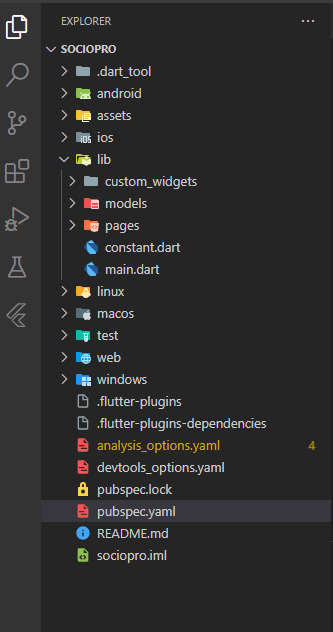 EXPLORER
SOCIOPRO
.dart_tool
android
assets
iOS ios
lib
custom_widgets
models
pages
constant.dart
main.dart
linux
macos
test
web
windows
.flutter-plugins
.flutter-plugins-dependencies
analysis_options.yaml 4
devtools_options.yaml
pubspec.lock
pubspec.yaml
README.md
sociopro.iml